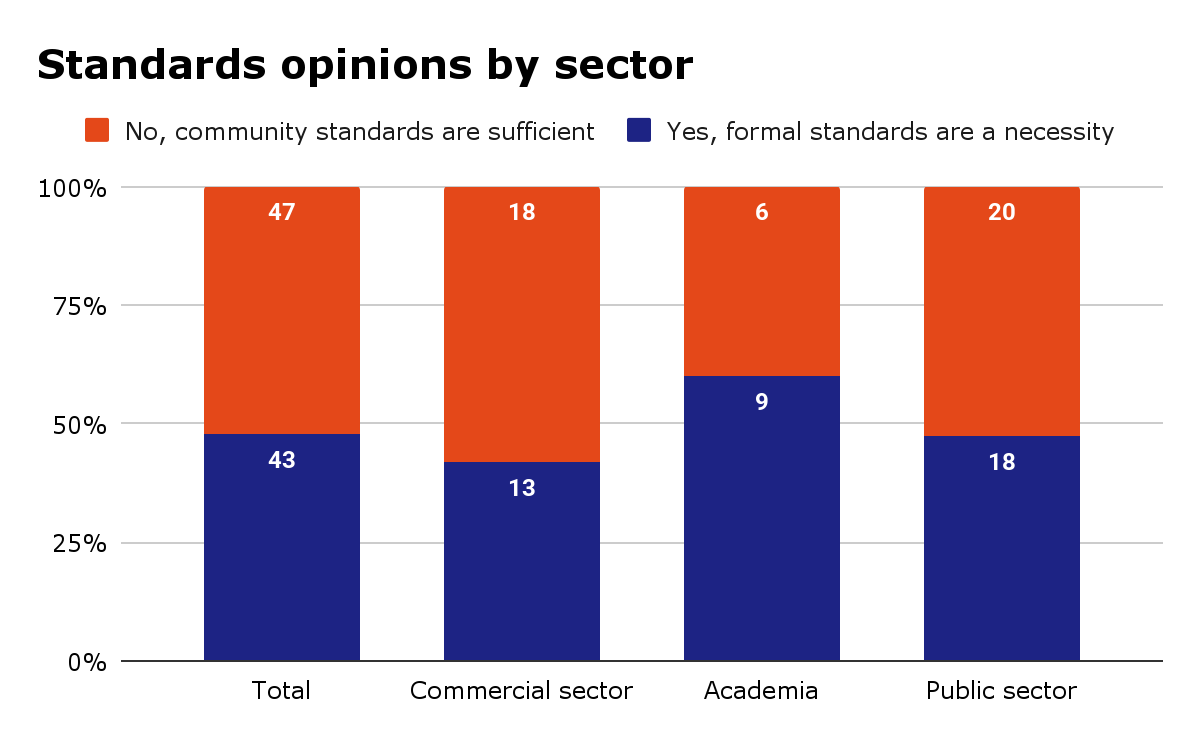 Standards opinions by sector
No, community standards are sufficient
Yes, formal standards are a necessity
100%
75%
50%
25%
0%
47
18
6
20
43
13
9
18
Total
Commercial sector
Academia
Public sector